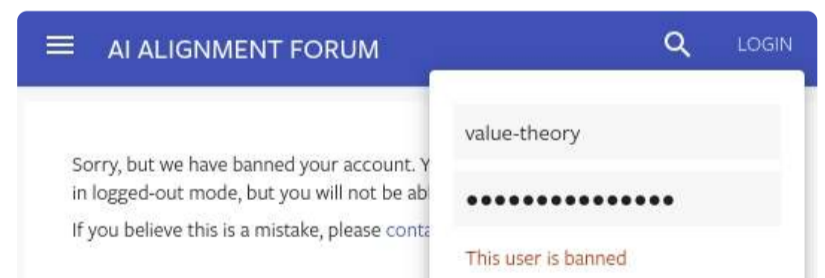 AI ALIGNMENT FORUM
LOGIN
Sorry, but we have banned your account. Y
in logged-out mode, but you will not be ab
If you believe this is a mistake, please conta
value-theory
•••••••••••••••
This user is banned